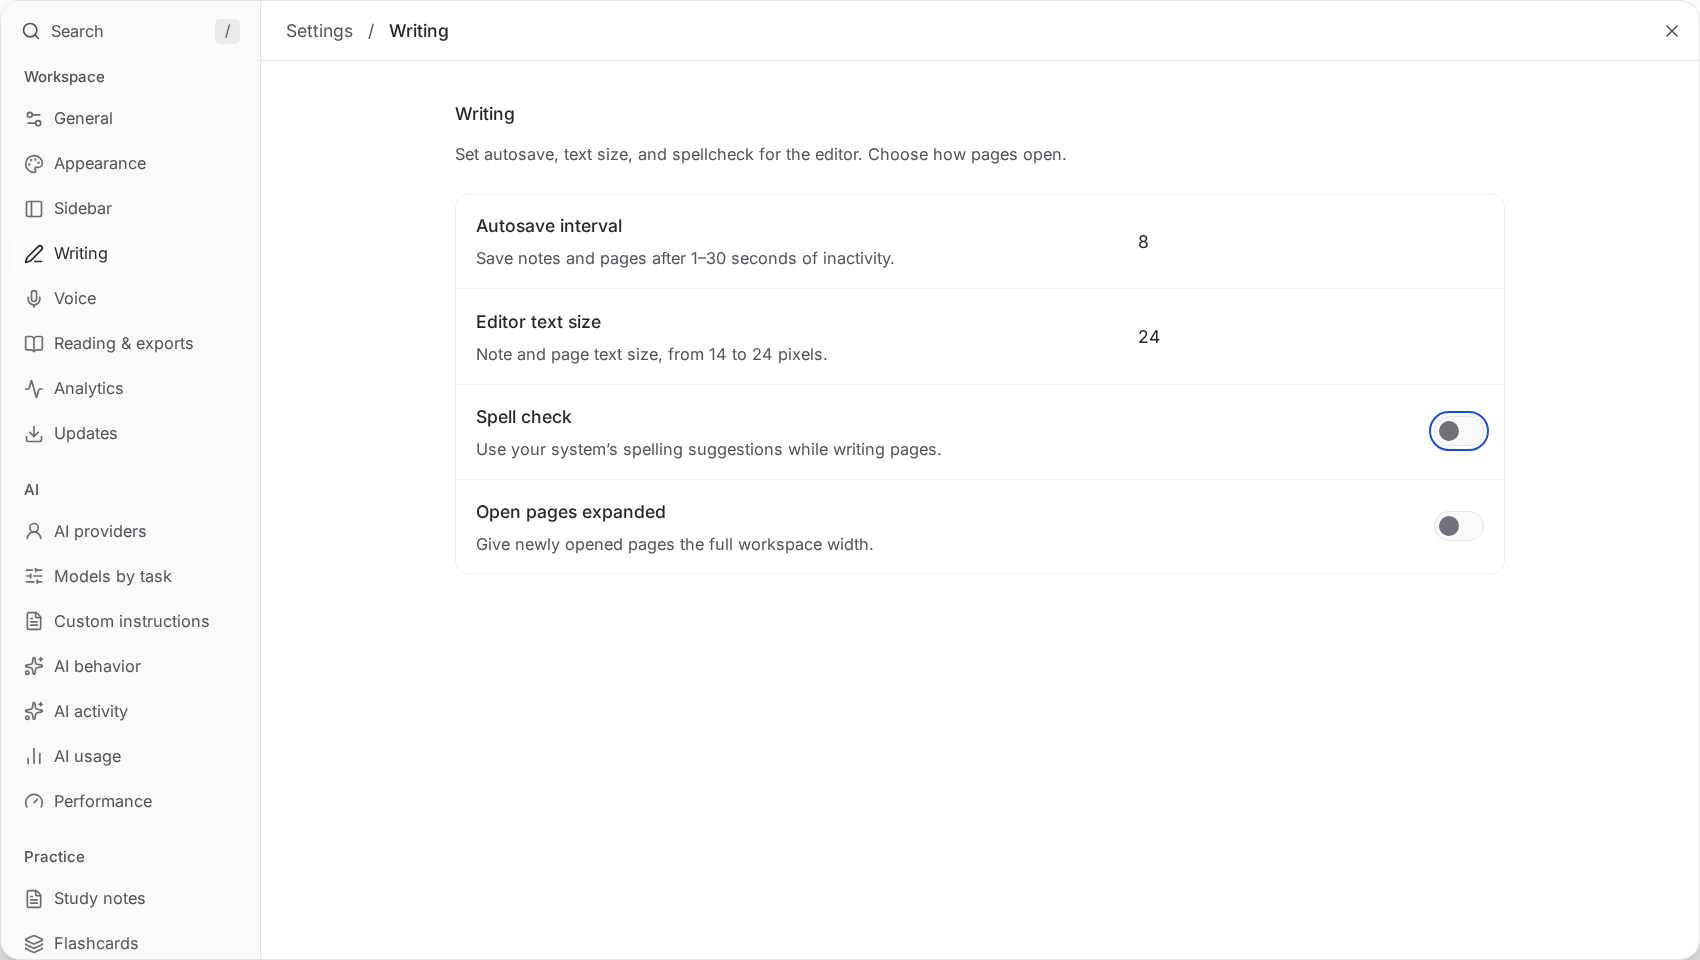 Search
/
Workspace
General
Appearance
Sidebar
Writing
Voice
Reading & exports
Analytics
Updates
AI
AI providers
Models by task
Custom instructions
AI behavior
AI activity
AI usage
Performance
Practice
Study notes
Flashcards
Settings / Writing
Writing
Set autosave, text size, and spellcheck for the editor. Choose how pages open.
Autosave interval
Save notes and pages after 1–30 seconds of inactivity.
8
Editor text size
Note and page text size, from 14 to 24 pixels.
24
Spell check
Use your system’s spelling suggestions while writing pages.
Open pages expanded
Give newly opened pages the full workspace width.